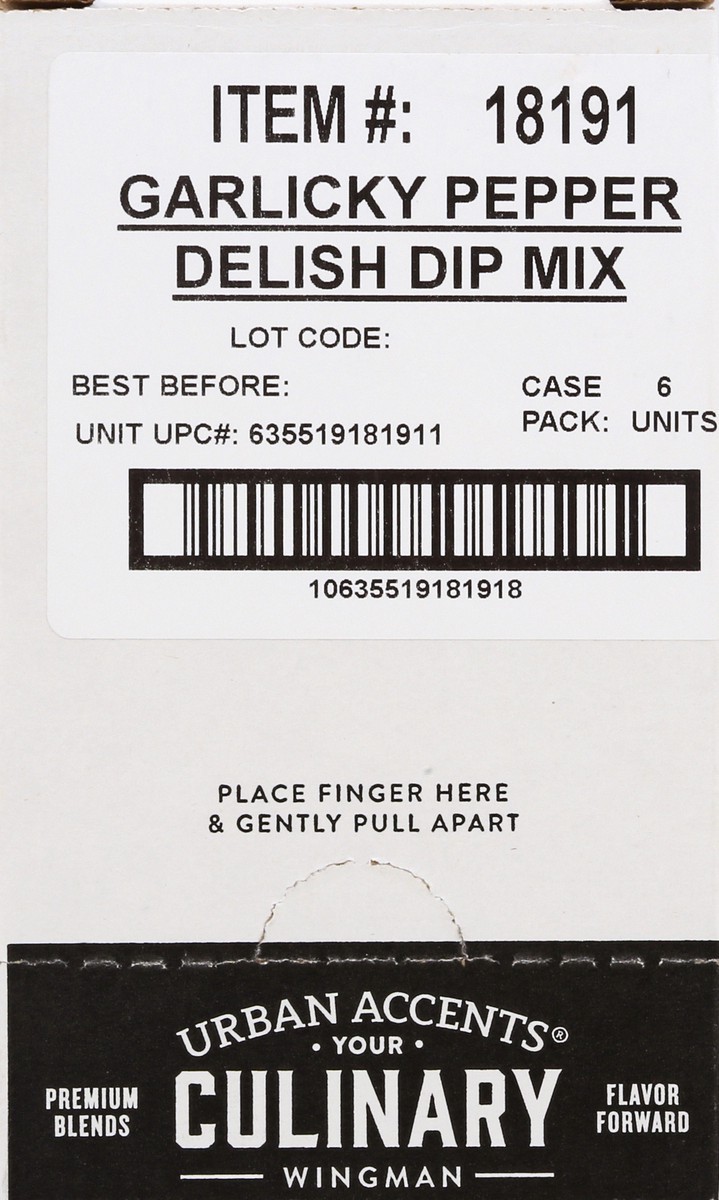 ITEM #: 18191
GARLICKY PEPPER
DELISH DIP MIX
LOT CODE:
BEST BEFORE:
CASE 6
PACK: UNITS
UNIT UPC#: 635519181911
10635519181918
PLACE FINGER HERE
& GENTLY PULL APART
URBAN ACCENTS®
• YOUR •
CULINARY
WINGMAN
PREMIUM
BLENDS
FLAVOR
FORWARD